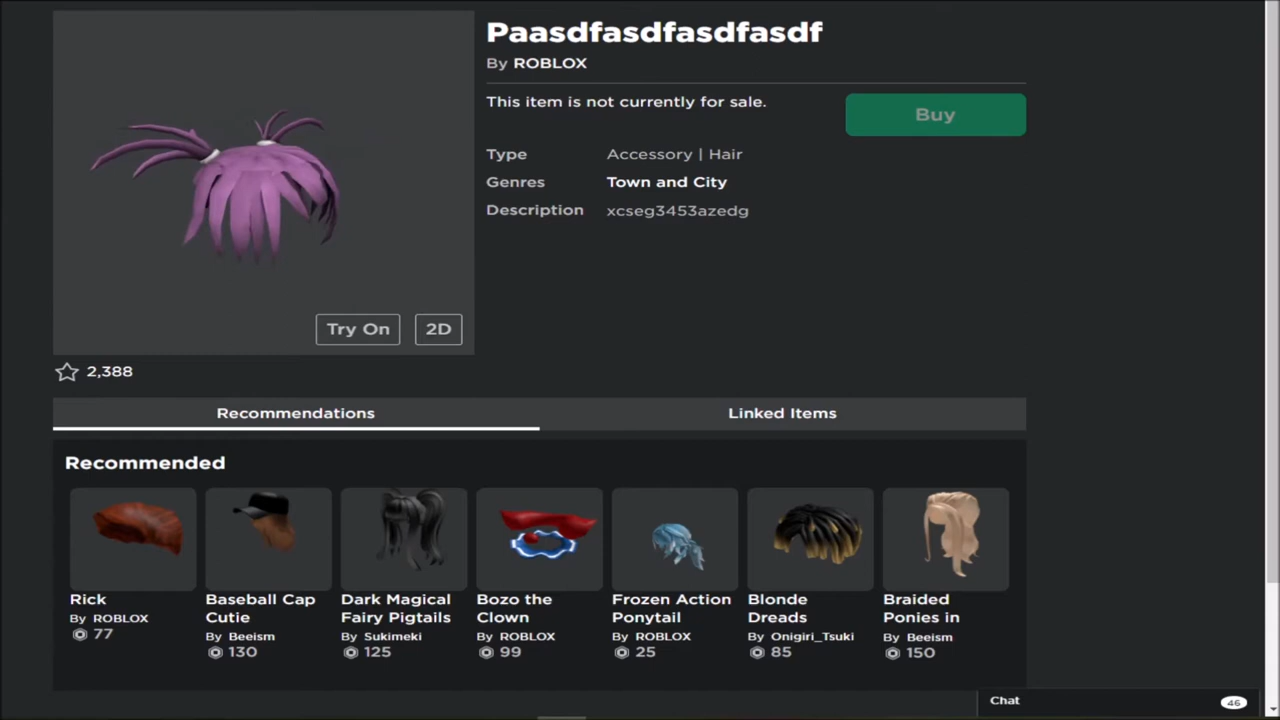 Paasdfasdfasdfasdf
By ROBLOX
This item is not currently for sale.
Buy
Type Accessory | Hair
Genres Town and City
Description xcseg3453azedg
Try On 2D
2,388
Recommendations Linked Items
Recommended
Rick
By ROBLOX
77
Baseball Cap
Cutie
By Beeism
130
Dark Magical
Fairy Pigtails
By Sukimeki
125
Bozo the
Clown
By ROBLOX
99
Frozen Action
Ponytail
By ROBLOX
25
Blonde
Dreads
By Onigiri_Tsuki
85
Braided
Ponies in
By Beeism
150
Chat 46